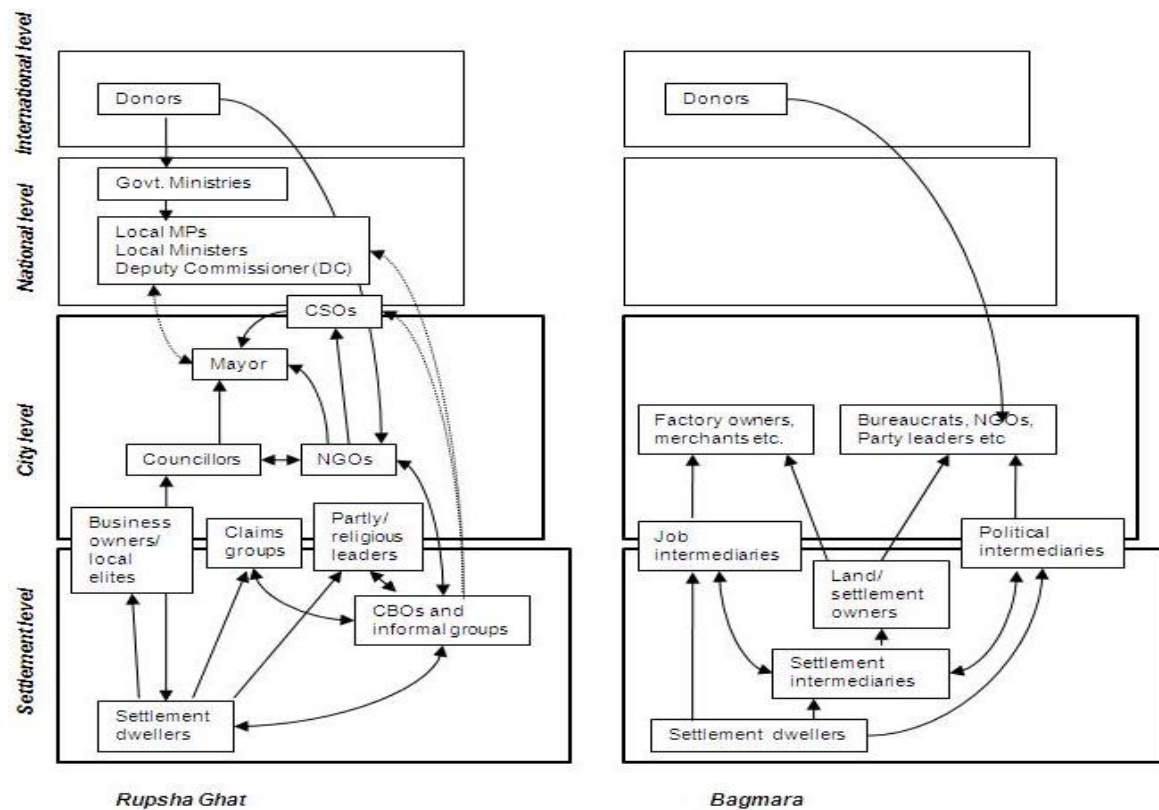 International level
Donors
National level
Govt. Ministries
Local MPs
Local Ministers
Deputy Commissioner (DC)
City level
CSOs
Mayor
Councillors
NGOs
Business
owners/
local
elites
Claims
groups
Partly/
religious
leaders
Settlement level
CBOs and
informal groups
Settlement
dwellers
Rupsha Ghat
Donors
Factory owners,
merchants etc.
Bureaucrats, NGOs,
Party leaders etc
Job
intermediaries
Political
intermediaries
Land/
settlement
owners
Settlement
intermediaries
Settlement dwellers
Bagmara